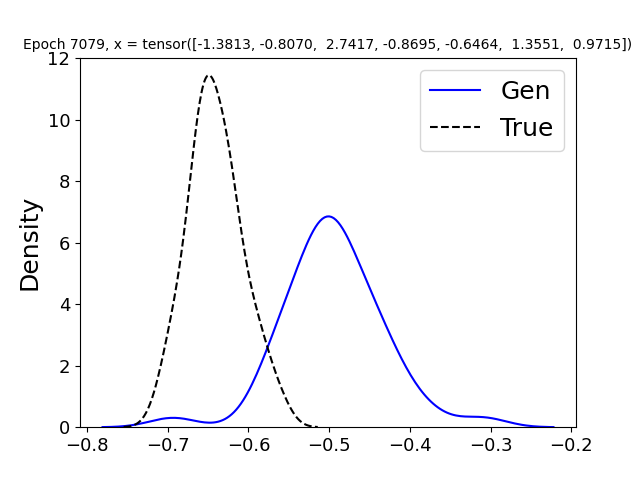 Epoch 7079, x = tensor([-1.3813, -0.8070,  2.7417, -0.8695, -0.6464,  1.3551,  0.9715])
12
10
8
6
4
2
0
Density
Gen
True
−0.8 −0.7 −0.6 −0.5 −0.4 −0.3 −0.2